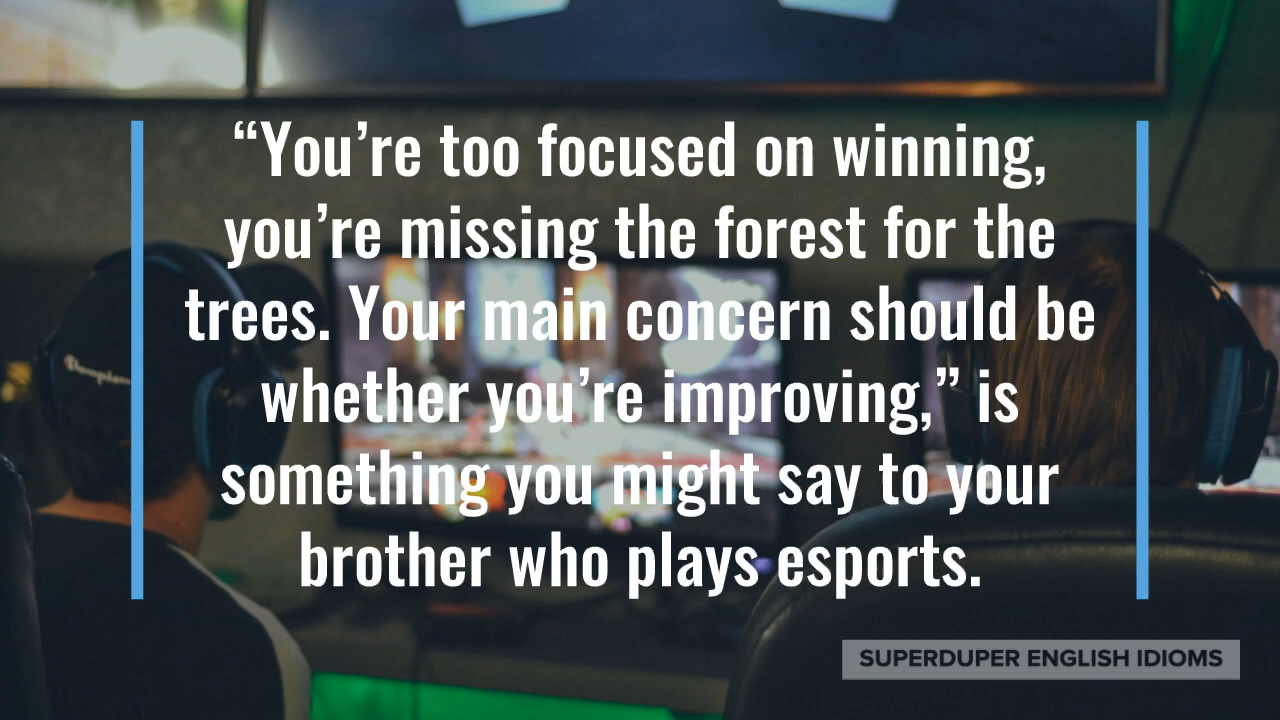 “You’re too focused on winning,
you’re missing the forest for the
trees. Your main concern should be
whether you’re improving,” is
something you might say to your
brother who plays esports.
Champion
SUPERDUPER ENGLISH IDIOMS